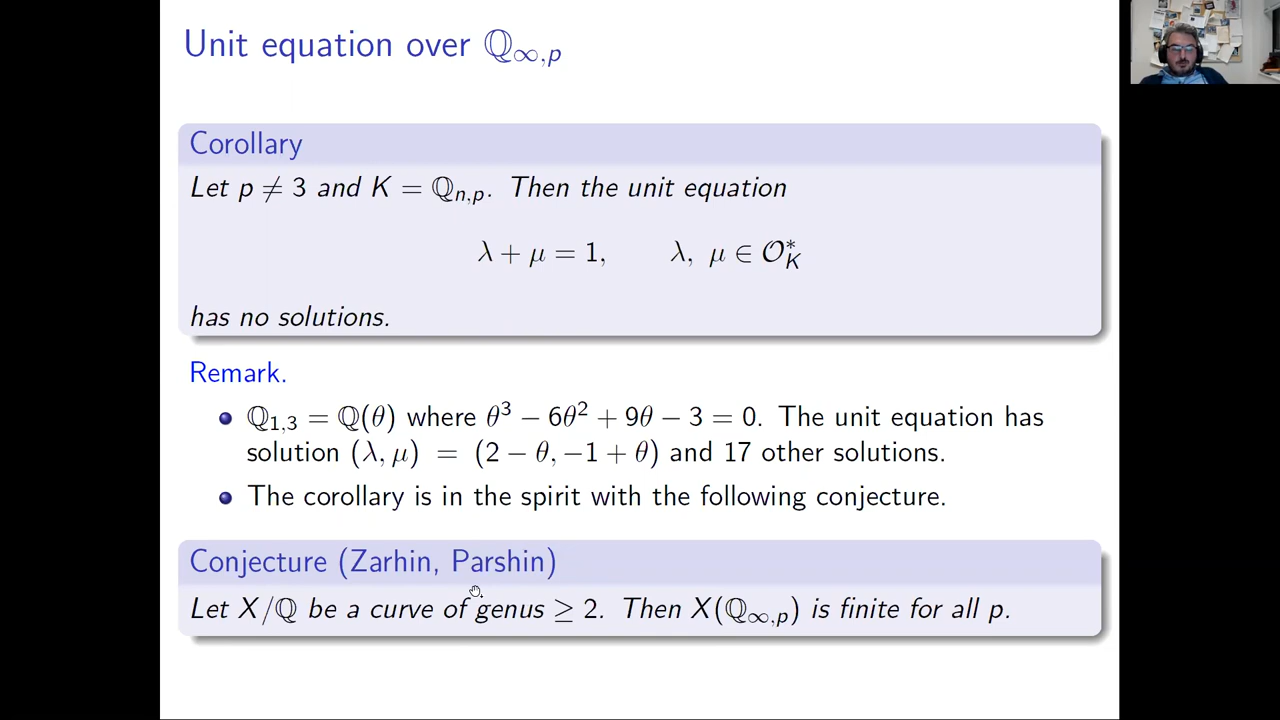 Unit equation over ℚ∞,p
Corollary
Let p ≠ 3 and K = ℚn,p. Then the unit equation
λ + μ = 1, λ, μ ∈ 𝒪*K
has no solutions.
Remark.
ℚ1,3 = ℚ(θ) where θ³ − 6θ² + 9θ − 3 = 0. The unit equation has
solution (λ, μ) = (2 − θ, −1 + θ) and 17 other solutions.
The corollary is in the spirit with the following conjecture.
Conjecture (Zarhin, Parshin)
Let X/ℚ be a curve of genus ≥ 2. Then X(ℚ∞,p) is finite for all p.